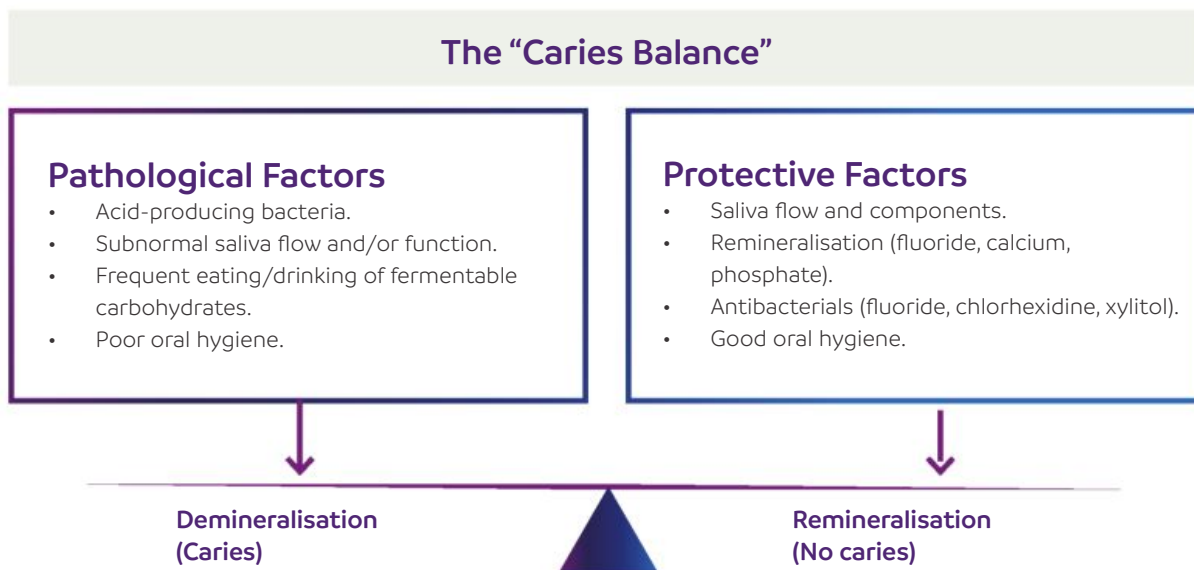 The “Caries Balance”
Pathological Factors
• Acid-producing bacteria.
• Subnormal saliva flow and/or function.
• Frequent eating/drinking of fermentable
carbohydrates.
• Poor oral hygiene.
Protective Factors
• Saliva flow and components.
• Remineralisation (fluoride, calcium,
phosphate).
• Antibacterials (fluoride, chlorhexidine, xylitol).
• Good oral hygiene.
Demineralisation
(Caries)
Remineralisation
(No caries)